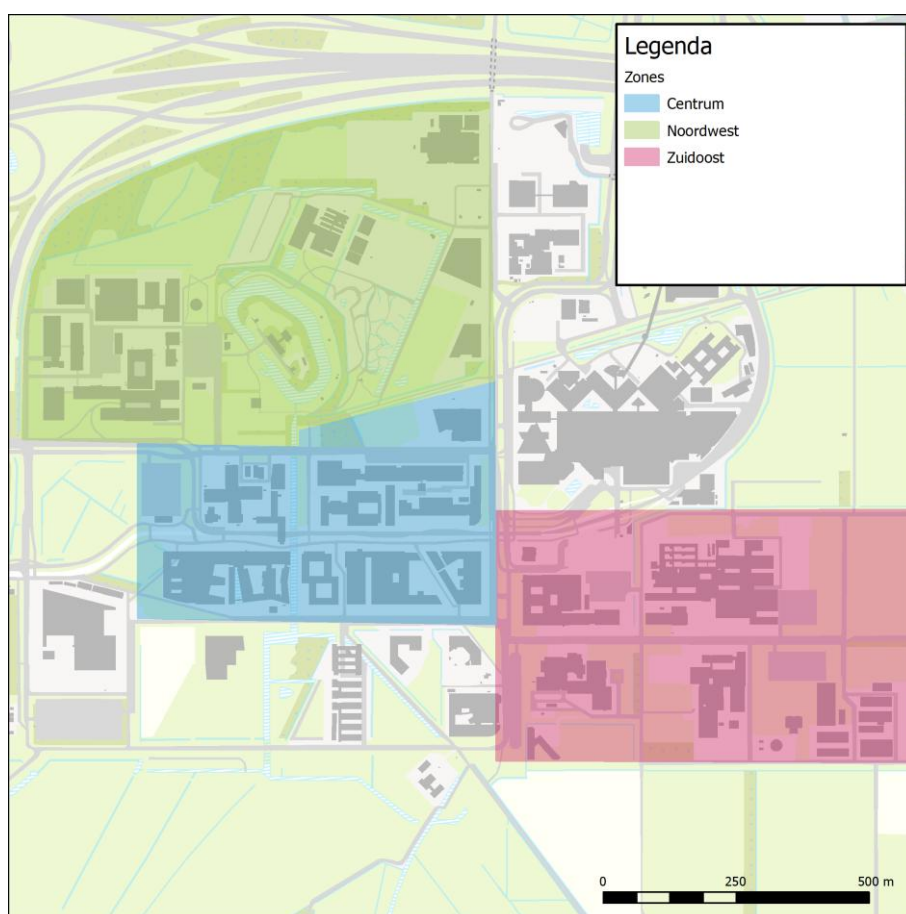 Legenda
Zones
Centrum
Noordwest
Zuidoost
0 250 500 m